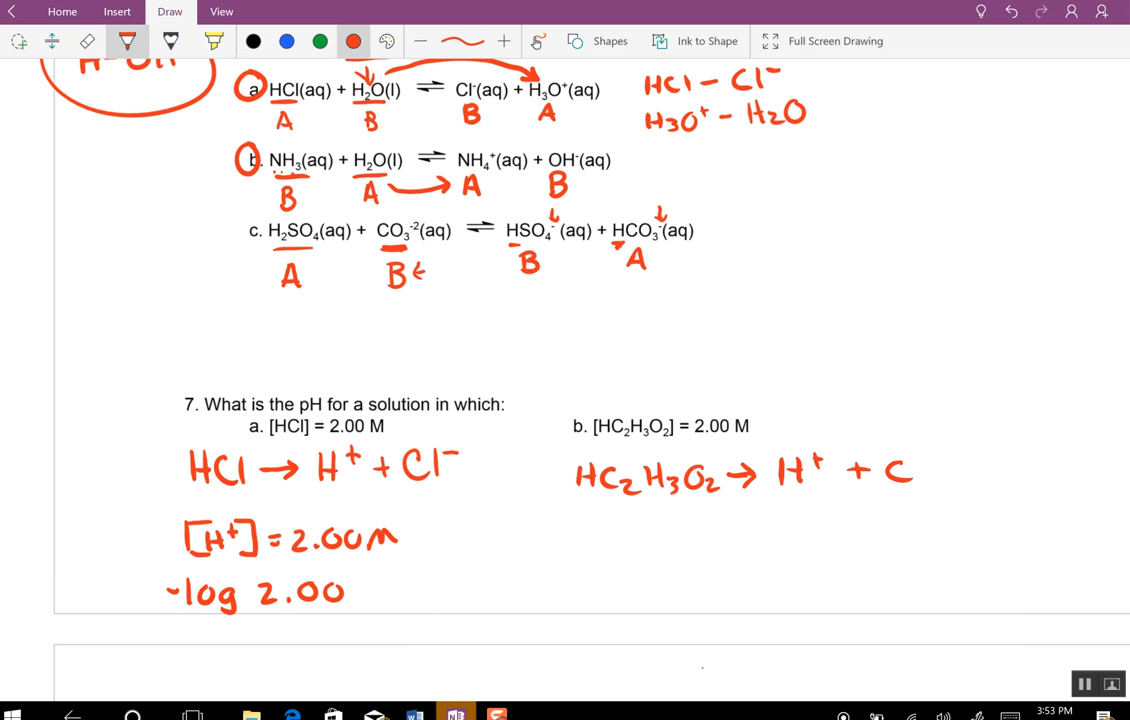 Home Insert Draw View
Shapes Ink to Shape Full Screen Drawing
a. HCl(aq) + H₂O(l) ⇌ Cl⁻(aq) + H₃O⁺(aq)
HCl - Cl⁻
A B B A
H₃O⁺ - H₂O
b. NH₃(aq) + H₂O(l) ⇌ NH₄⁺(aq) + OH⁻(aq)
B A → A B
c. H₂SO₄(aq) + CO₃⁻²(aq) ⇌ HSO₄⁻(aq) + HCO₃⁻(aq)
A B← B A
7. What is the pH for a solution in which:
a. [HCl] = 2.00 M
b. [HC₂H₃O₂] = 2.00 M
HCl → H⁺ + Cl⁻
HC₂H₃O₂ → H⁺ + C
[H⁺] = 2.00M
-log 2.00
3:53 PM